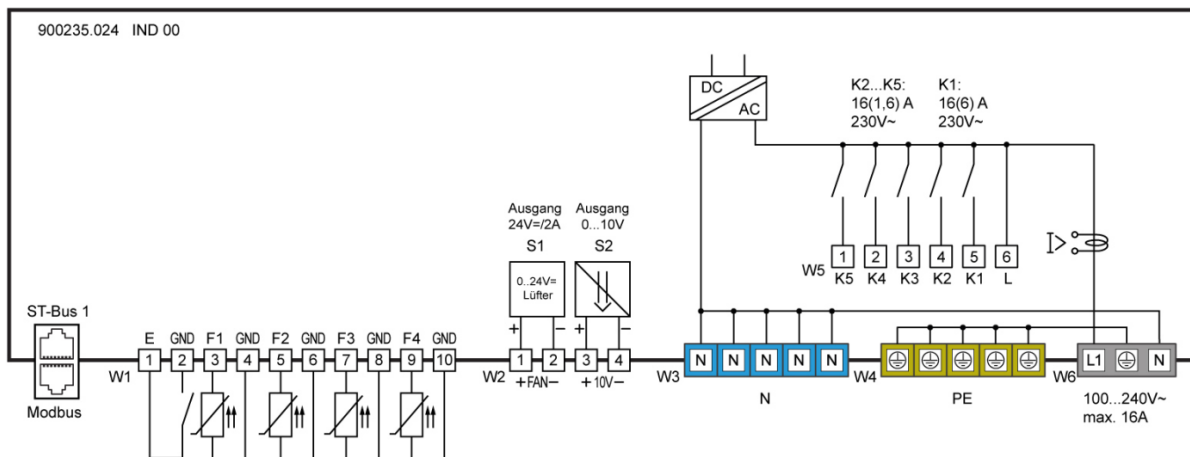 900235.024 IND 00
DC
AC
K2...K5:
16(1,6) A
230V~
K1:
16(6) A
230V~
Ausgang
24V=/2A
S1
Ausgang
0...10V
S2
0..24V=
Lüfter
+ −
+ −
I>
W5
1 2 3 4 5 6
K5 K4 K3 K2 K1 L
ST-Bus 1
Modbus
E GND F1 GND F2 GND F3 GND F4 GND
W1
1 2 3 4 5 6 7 8 9 10
W2
1 2 3 4
+FAN− +10V−
W3
N N N N N
N
W4
PE
W6
L1 N
100...240V~
max. 16A